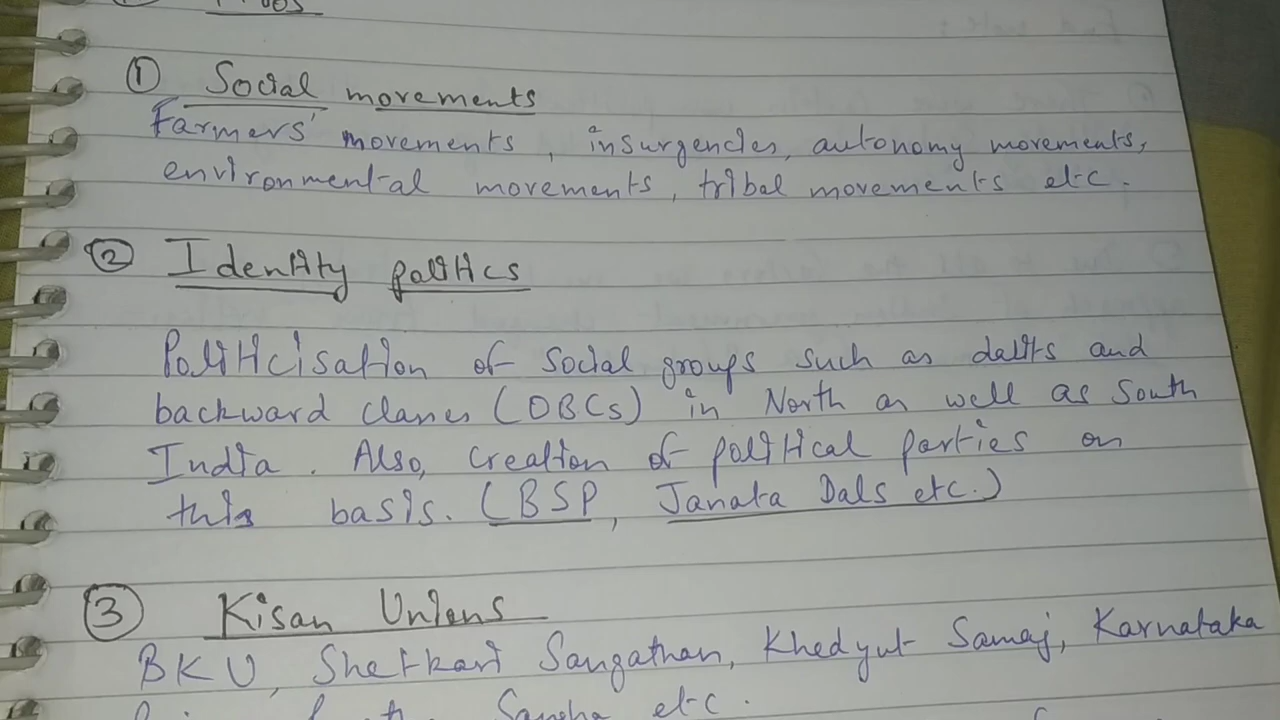 ① Social movements
Farmers' movements, insurgencies, autonomy movements,
environmental movements, tribal movements etc.
② Identity politics
Politicisation of social groups such as dalits and
backward classes (OBCs) in North as well as South
India. Also, creation of political parties on
this basis. (BSP, Janata Dals etc.)
③ Kisan Unions
BKU, Shetkari Sangathan, Khedyut Samaj, Karnataka
Sangha etc.